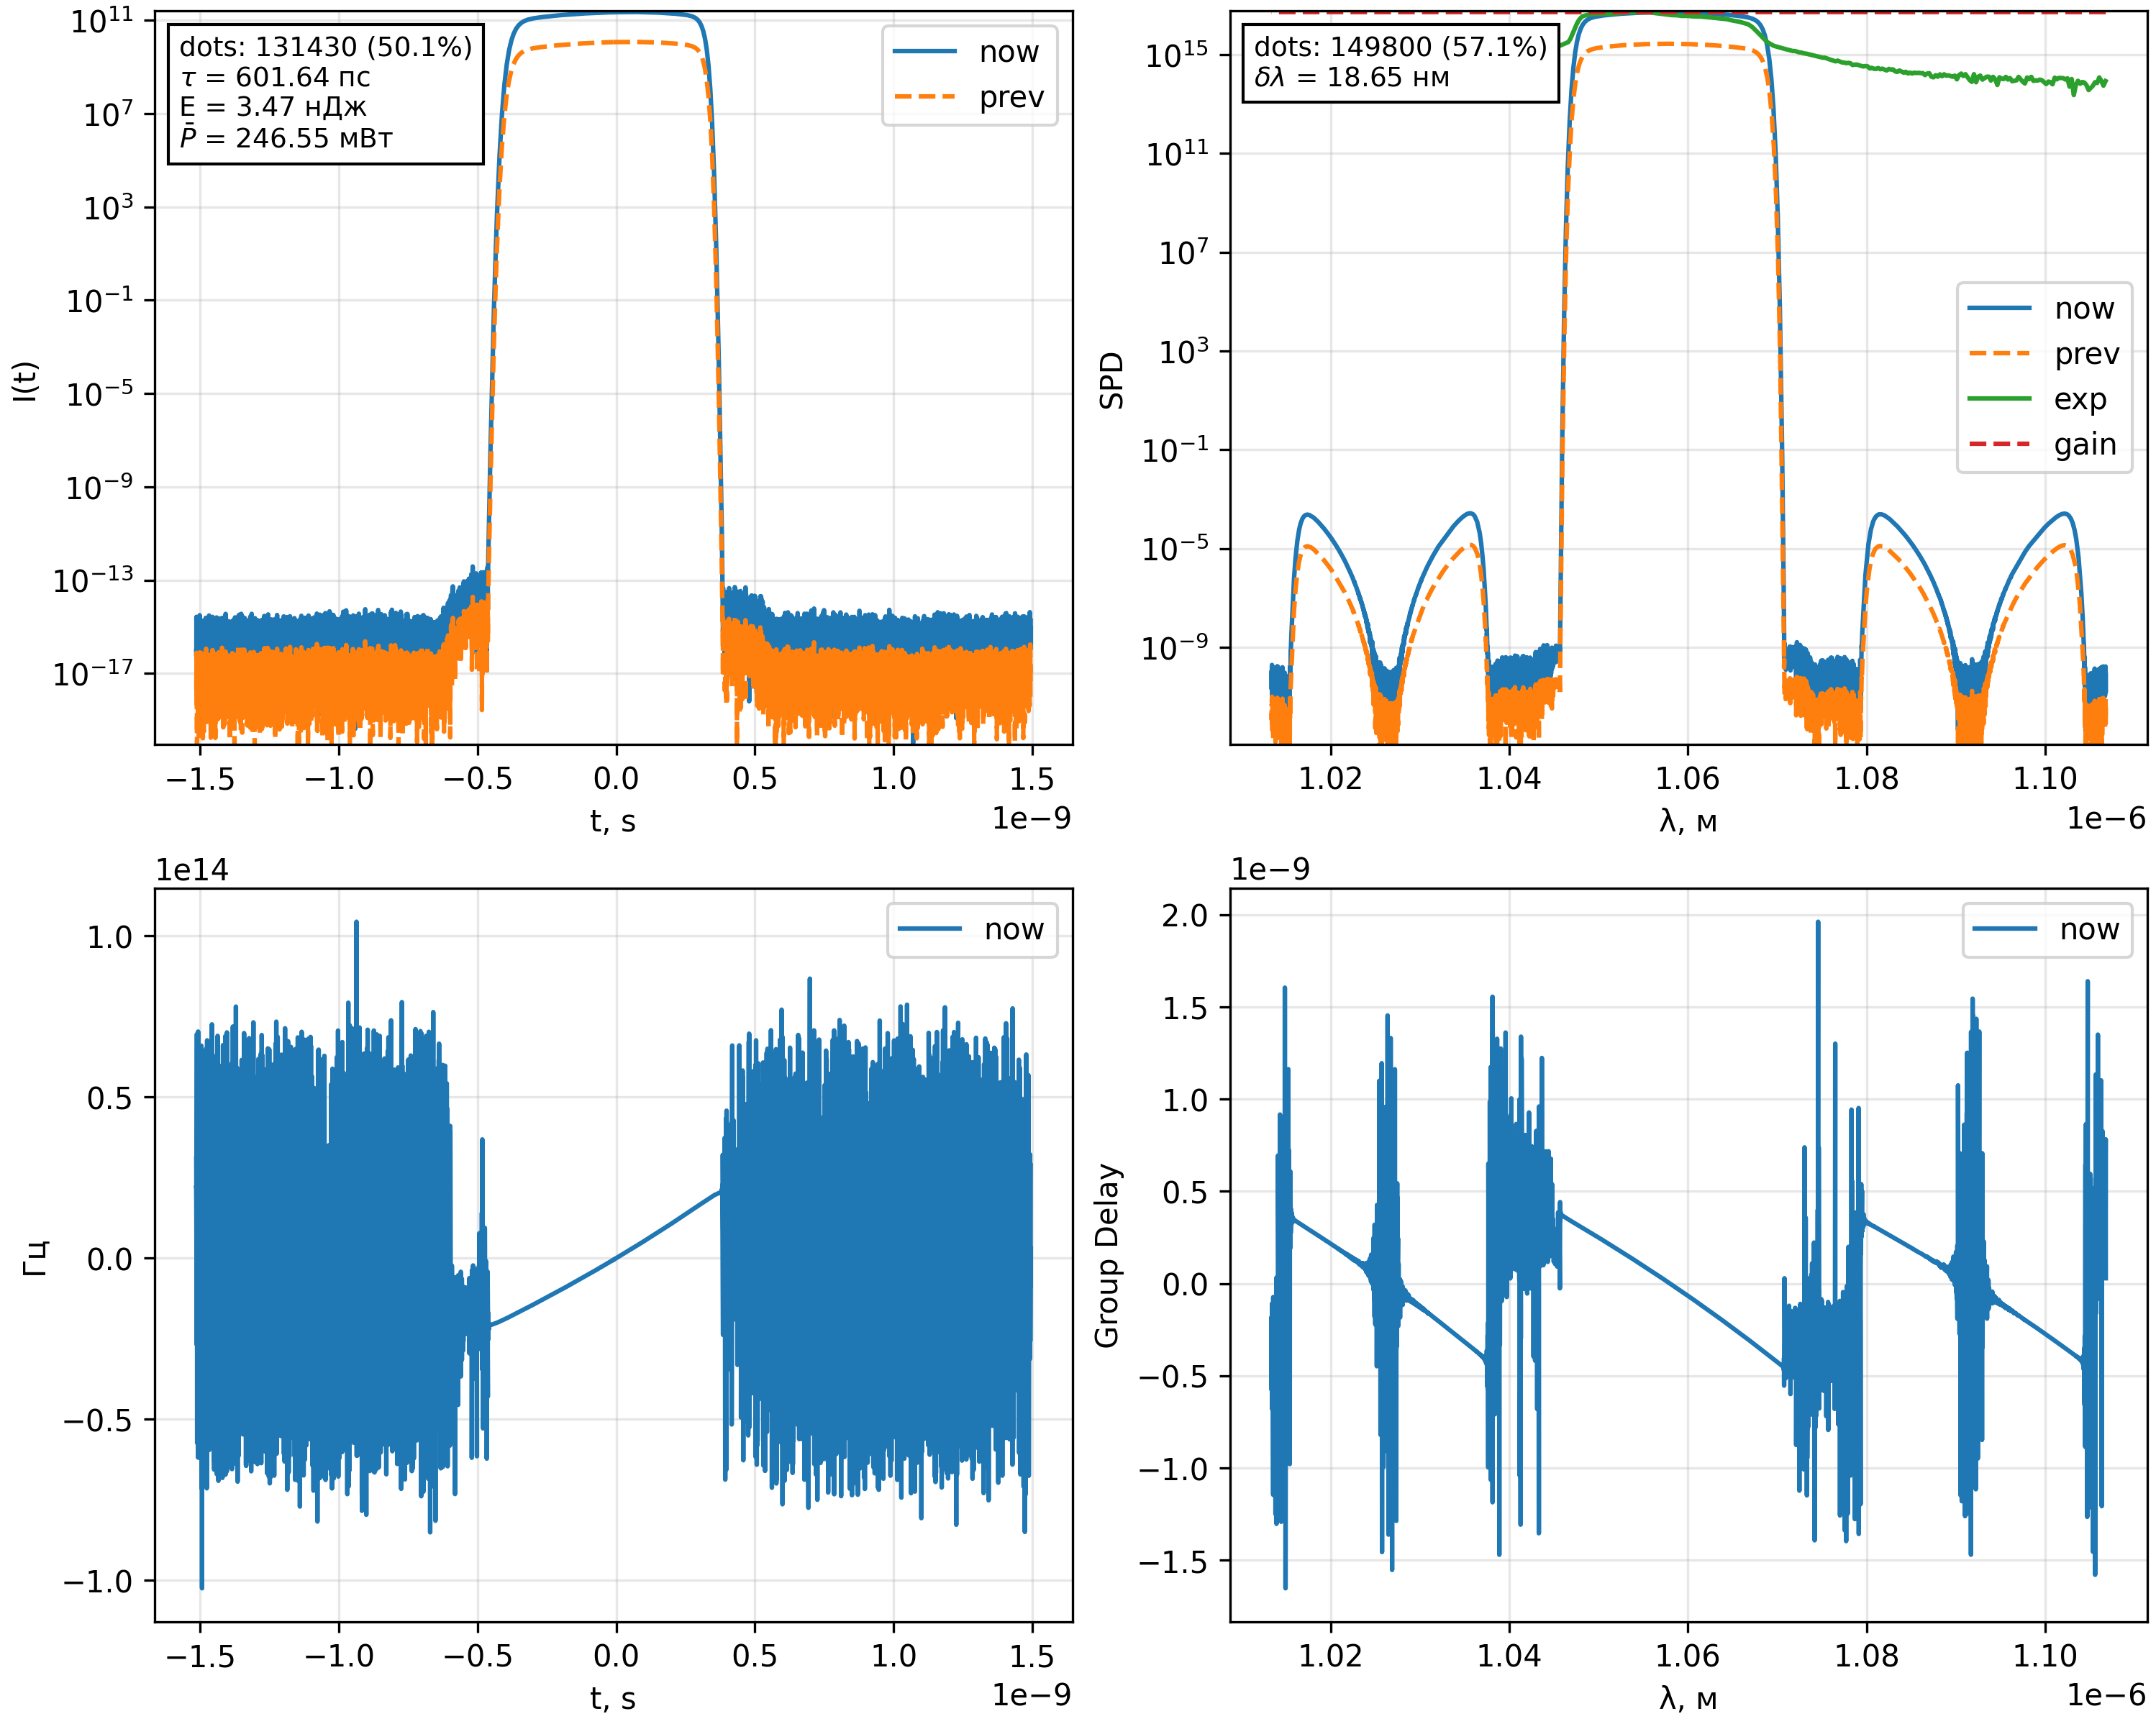 10^11
10^7
10^3
10^−1
10^−5
10^−9
10^−13
10^−17
I(t)
dots: 131430 (50.1%)
τ = 601.64 пс
E = 3.47 нДж
P̄ = 246.55 мВт
now
prev
−1.5 −1.0 −0.5 0.0 0.5 1.0 1.5
t, s
1e−9
10^15
10^11
10^7
10^3
10^−1
10^−5
10^−9
SPD
dots: 149800 (57.1%)
δλ = 18.65 нм
now
prev
exp
gain
1.02 1.04 1.06 1.08 1.10
λ, м
1e−6
1e14
1.0
0.5
0.0
−0.5
−1.0
Гц
now
−1.5 −1.0 −0.5 0.0 0.5 1.0 1.5
t, s
1e−9
1e−9
2.0
1.5
1.0
0.5
0.0
−0.5
−1.0
−1.5
Group Delay
now
1.02 1.04 1.06 1.08 1.10
λ, м
1e−6